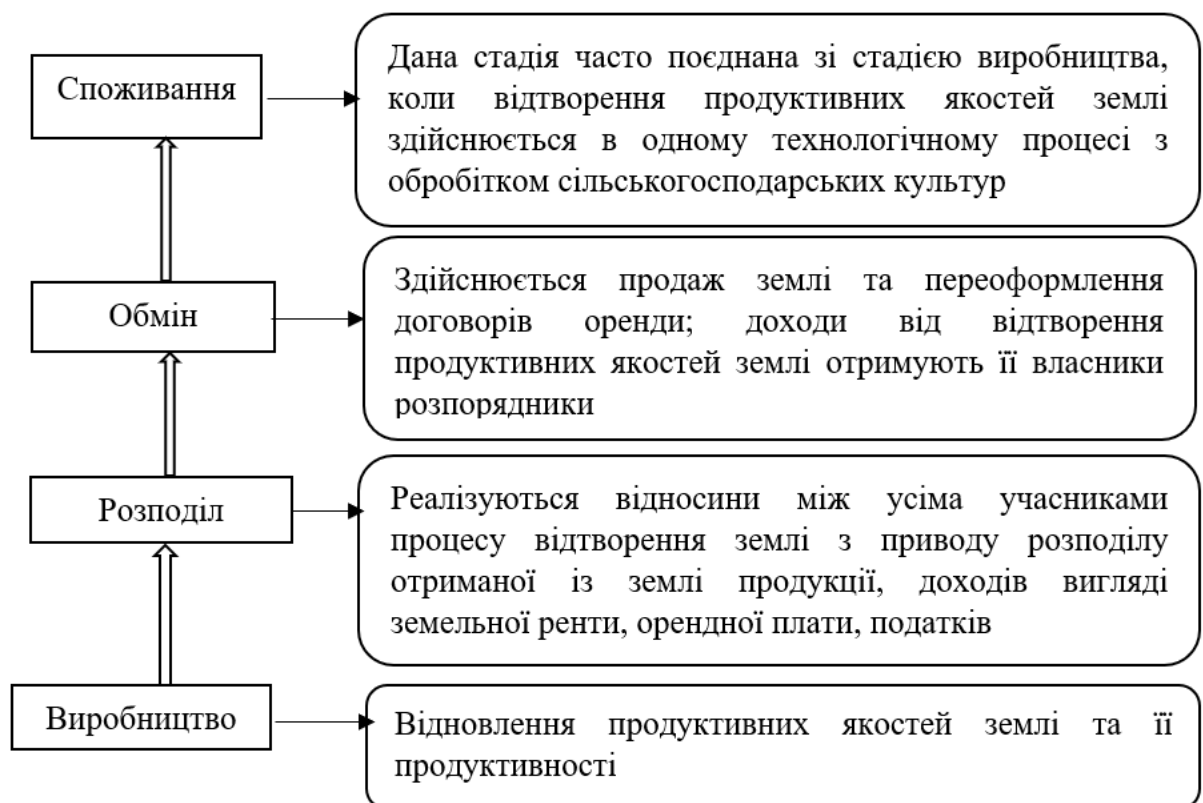 Споживання
Дана стадія часто поєднана зі стадією виробництва,
коли відтворення продуктивних якостей землі
здійснюється в одному технологічному процесі з
обробітком сільськогосподарських культур
Обмін
Здійснюється продаж землі та переоформлення
договорів оренди; доходи від відтворення
продуктивних якостей землі отримують її власники
розпорядники
Розподіл
Реалізуються відносини між усіма учасниками
процесу відтворення землі з приводу розподілу
отриманої із землі продукції, доходів вигляді
земельної ренти, орендної плати, податків
Виробництво
Відновлення продуктивних якостей землі та її
продуктивності